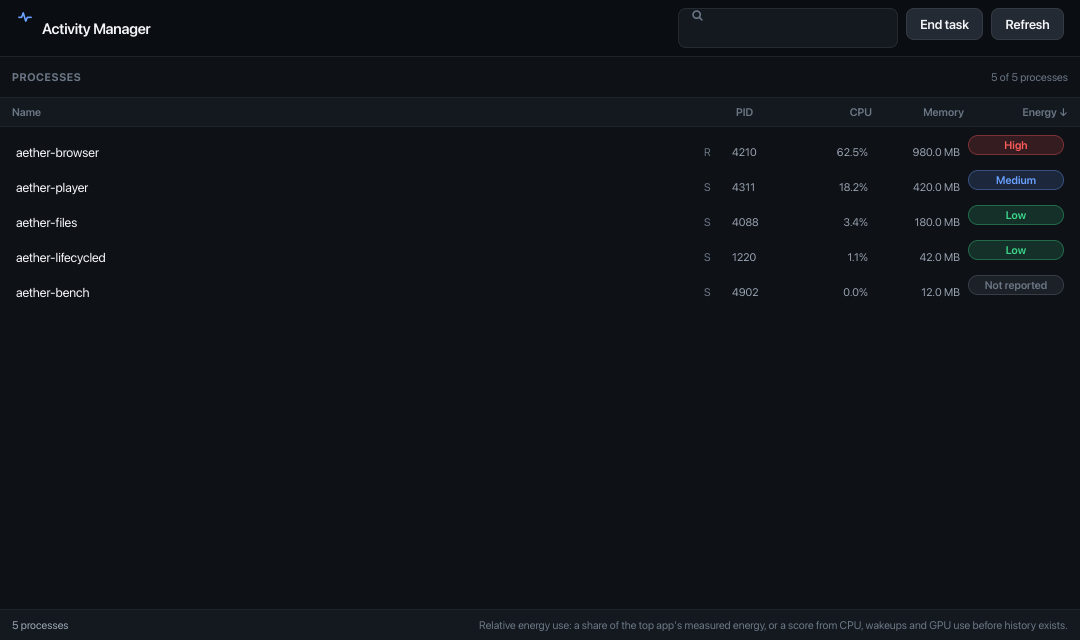 Activity Manager
End task
Refresh
PROCESSES
5 of 5 processes
Name PID CPU Memory Energy ↓
aether-browser R 4210 62.5% 980.0 MB High
aether-player S 4311 18.2% 420.0 MB Medium
aether-files S 4088 3.4% 180.0 MB Low
aether-lifecycled S 1220 1.1% 42.0 MB Low
aether-bench S 4902 0.0% 12.0 MB Not reported
5 processes
Relative energy use: a share of the top app's measured energy, or a score from CPU, wakeups and GPU use before history exists.